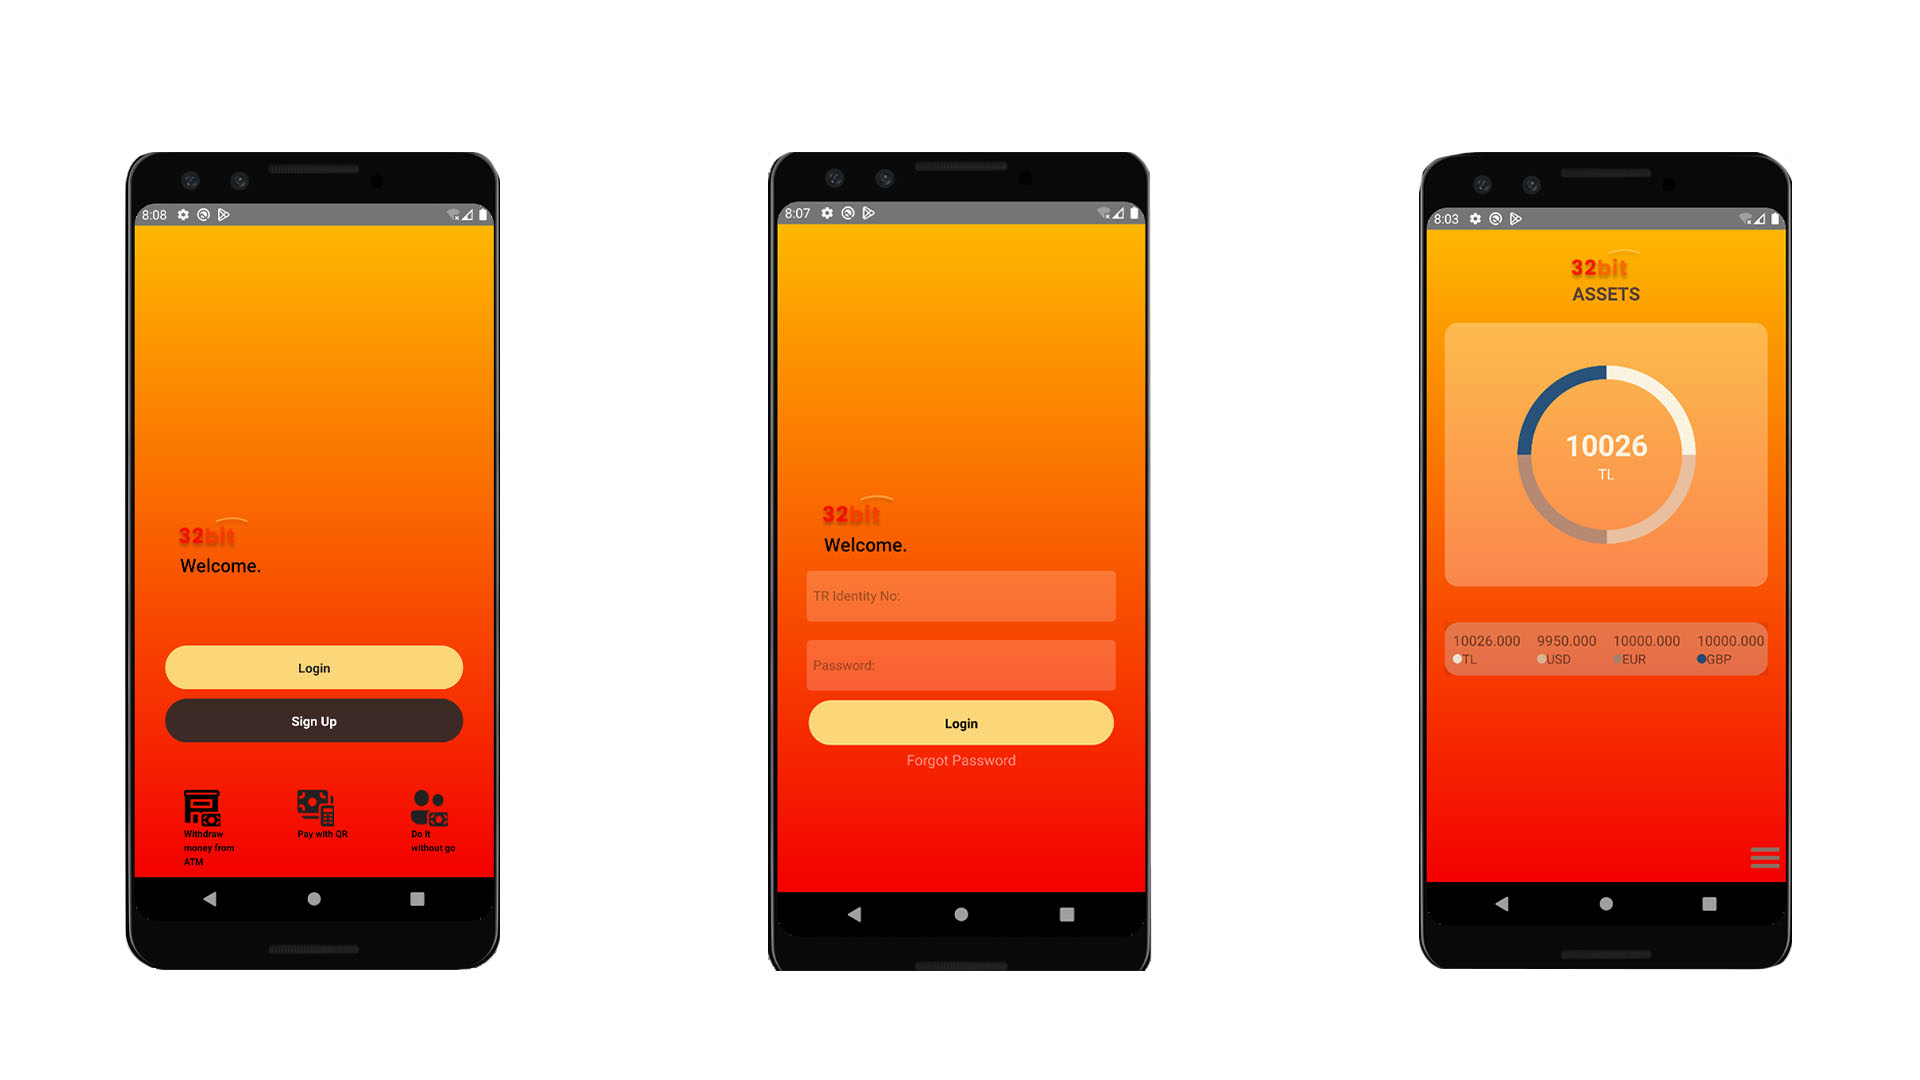 8:08
32bit
Welcome.
Login
Sign Up
Withdraw
money from
ATM
Pay with QR
Do it
without go
8:07
32bit
Welcome.
TR Identity No:
Password:
Login
Forgot Password
8:03
32bit
ASSETS
10026
TL
10026.000 9950.000 10000.000 10000.000
TL USD EUR GBP